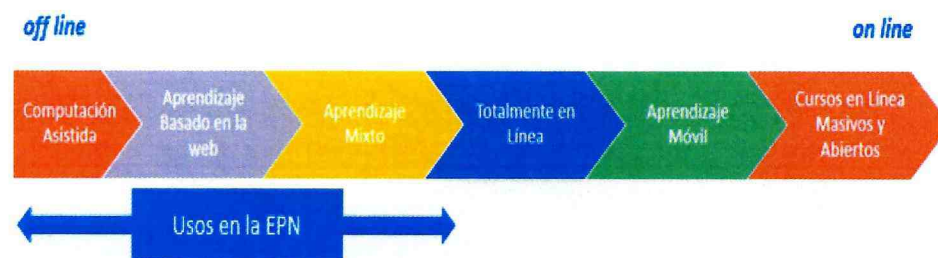 off line
on line
Computación
Asistida
Aprendizaje
Basado en la
web
Aprendizaje
Mixto
Totalmente en
Línea
Aprendizaje
Móvil
Cursos en Línea
Masivos y
Abiertos
Usos en la EPN